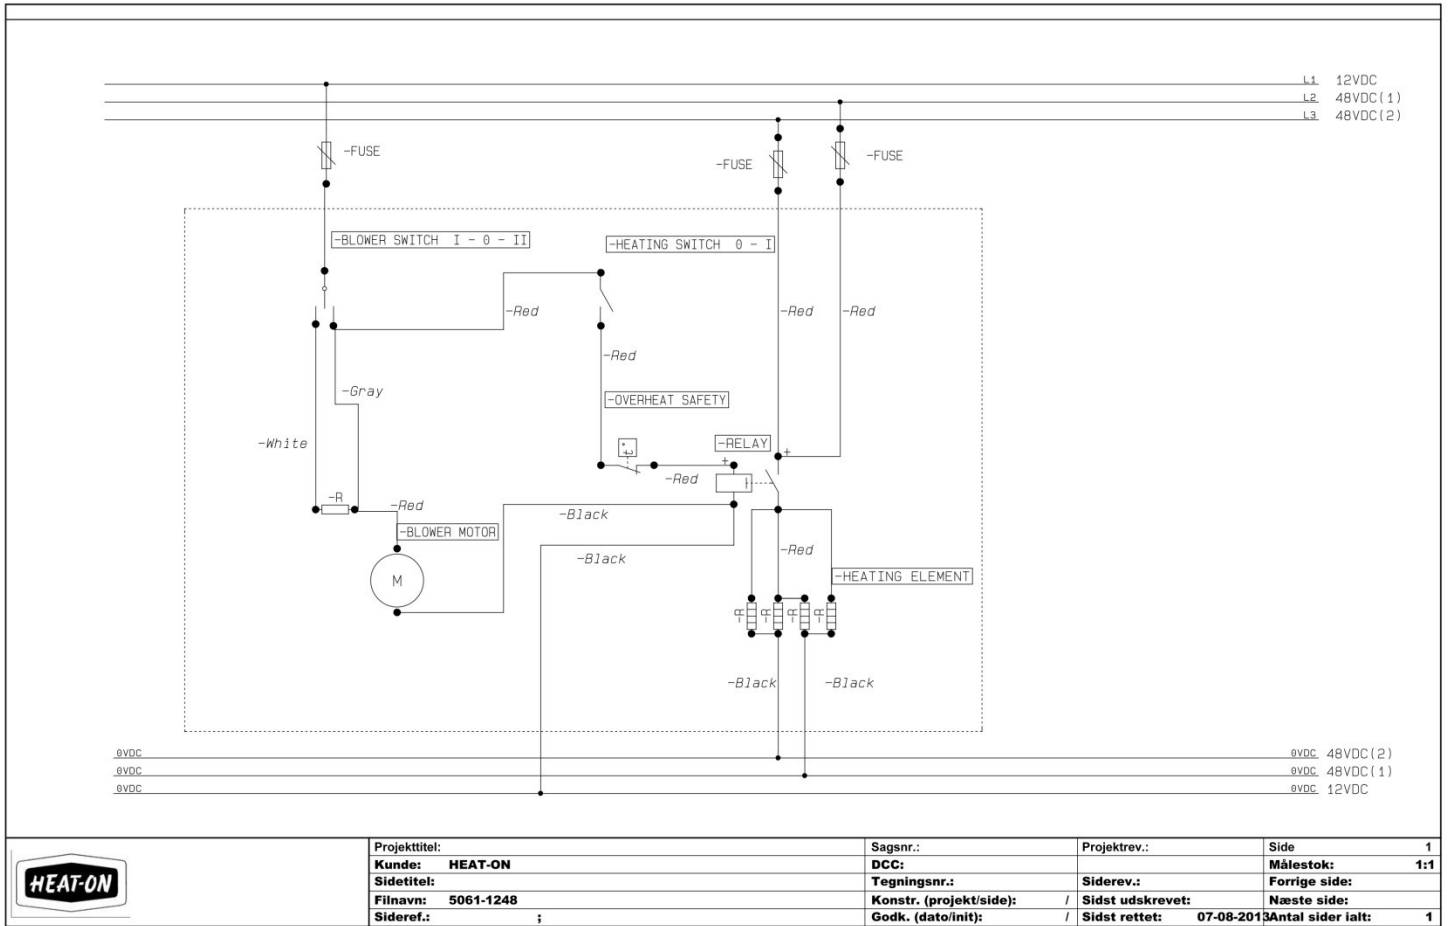 L1 12VDC
L2 48VDC(1)
L3 48VDC(2)
-FUSE
-FUSE
-FUSE
-BLOWER SWITCH I - 0 - II
-HEATING SWITCH 0 - I
-Red
-Red
-Red
-Red
-Gray
-OVERHEAT SAFETY
-White
-RELAY
+
+
t°
-Red
-R
-Red
-Black
-BLOWER MOTOR
-Black
-Red
M
-HEATING ELEMENT
-R
-R
-R
-R
-Black
-Black
0VDC
0VDC 48VDC(2)
0VDC
0VDC 48VDC(1)
0VDC
0VDC 12VDC
HEAT-ON
Projekttitel:
Kunde: HEAT-ON
Sidetitel:
Filnavn: 5061-1248
Sideref.: ;
Sagsnr.:
DCC:
Tegningsnr.:
Konstr. (projekt/side): /
Godk. (dato/init): /
Projektrev.:
Siderev.:
Sidst udskrevet:
Sidst rettet: 07-08-2013
Side 1
Målestok: 1:1
Forrige side:
Næste side:
Antal sider ialt: 1